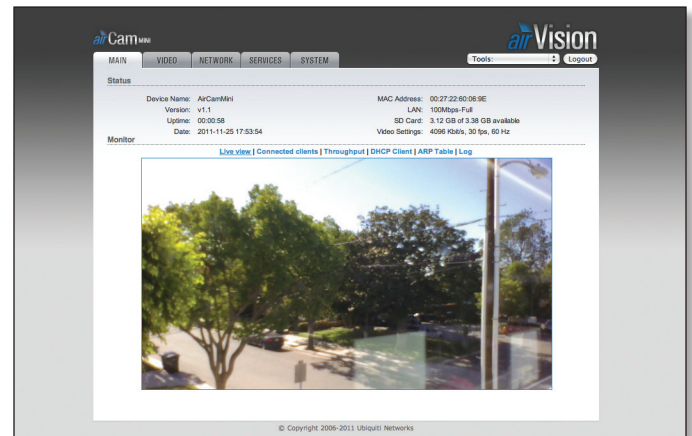 airCam MINI
airVision
MAIN VIDEO NETWORK SERVICES SYSTEM
Tools: Logout
Status
Device Name: AirCamMini
Version: v1.1
Uptime: 00:00:58
Date: 2011-11-25 17:53:54
MAC Address: 00:27:22:60:06:9E
LAN: 100Mbps-Full
SD Card: 3.12 GB of 3.38 GB available
Video Settings: 4096 Kbit/s, 30 fps, 60 Hz
Monitor
Live view | Connected clients | Throughput | DHCP Client | ARP Table | Log
© Copyright 2006-2011 Ubiquiti Networks